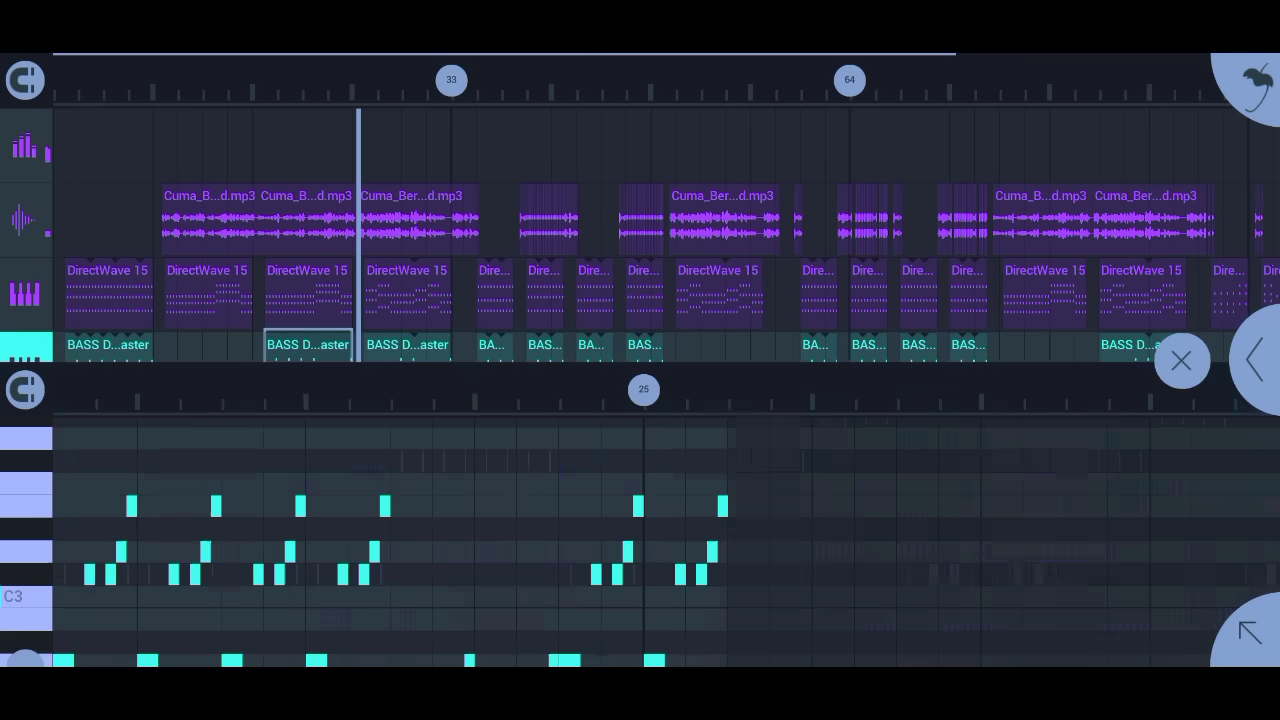 33
64
Cuma_B...d.mp3 Cuma_B...d.mp3 Cuma_Ber...d.mp3 Cuma_Ber...d.mp3 Cuma_B...d.mp3 Cuma_Ber...d.mp3
DirectWave 15 DirectWave 15 DirectWave 15 DirectWave 15 Dire... Dire... Dire... Dire... DirectWave 15 Dire... Dire... Dire... Dire... DirectWave 15 DirectWave 15 Dire...
BASS D...aster BASS D...aster BASS D...aster BA... BAS... BA... BAS... BA... BAS... BAS... BAS...
25
C3